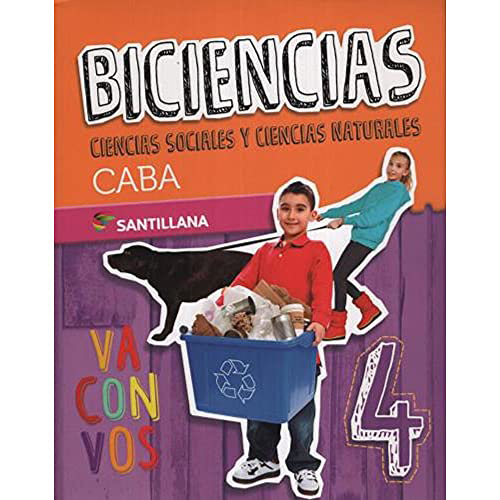 BICIENCIAS
CIENCIAS SOCIALES Y CIENCIAS NATURALES
CABA
SANTILLANA
VA
CON
VOS
4